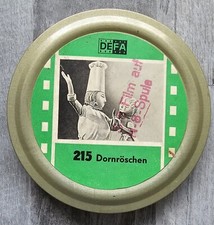 DEFA
Film auf
Spule
215 Dornröschen